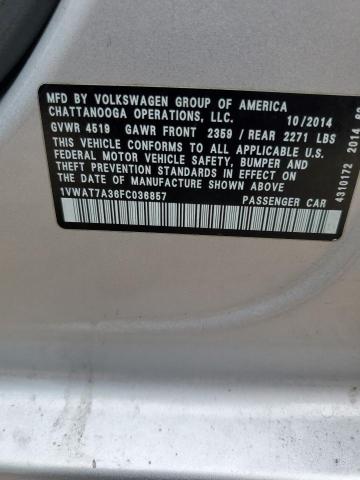 MFD BY VOLKSWAGEN GROUP OF AMERICA
CHATTANOOGA OPERATIONS, LLC. 10/2014
GVWR 4519 GAWR FRONT 2359 / REAR 2271 LBS
THIS VEHICLE CONFORMS TO ALL APPLICABLE U.S.
FEDERAL MOTOR VEHICLE SAFETY, BUMPER AND
THEFT PREVENTION STANDARDS IN EFFECT ON THE
DATE OF MANUFACTURE SHOWN ABOVE.
1VWAT7A36FC036857 PASSENGER CAR
4310172 2014